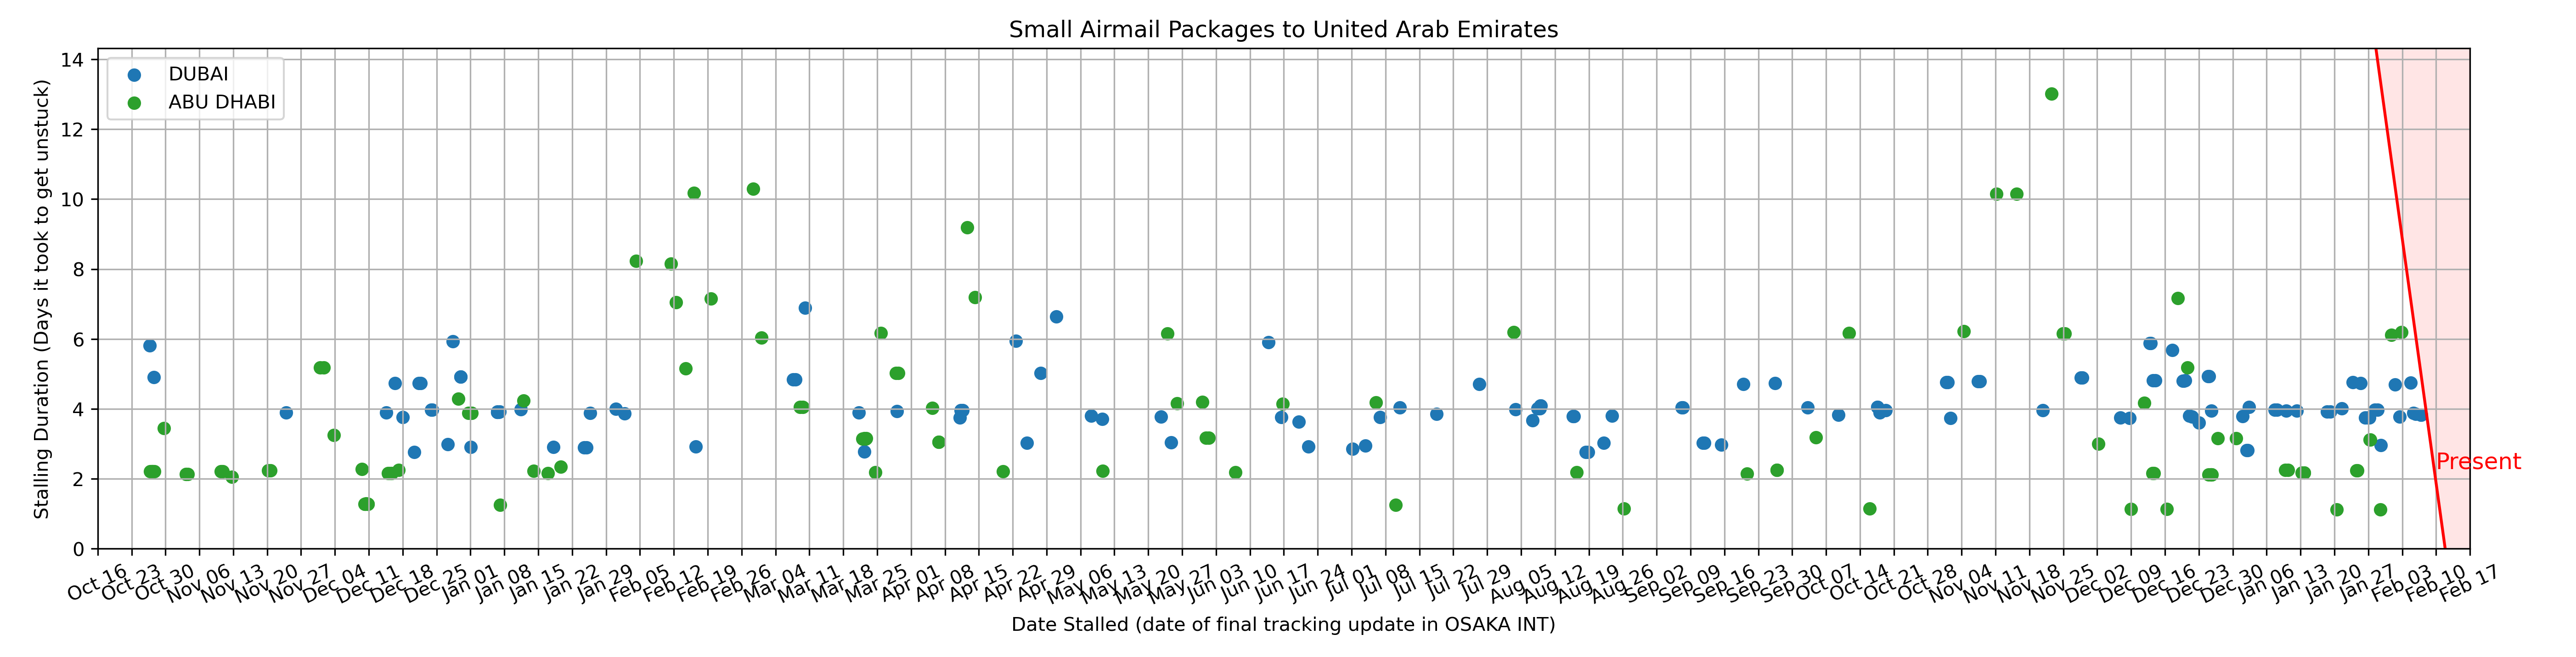 Small Airmail Packages to United Arab Emirates
DUBAI
ABU DHABI
Stalling Duration (Days it took to get unstuck)
14
12
10
8
6
4
2
0
Present
Oct 16 Oct 23 Oct 30 Nov 06 Nov 13 Nov 20 Nov 27 Dec 04 Dec 11 Dec 18 Dec 25 Jan 01 Jan 08 Jan 15 Jan 22 Jan 29 Feb 05 Feb 12 Feb 19 Feb 26 Mar 04 Mar 11 Mar 18 Mar 25 Apr 01 Apr 08 Apr 15 Apr 22 Apr 29 May 06 May 13 May 20 May 27 Jun 03 Jun 10 Jun 17 Jun 24 Jul 01 Jul 08 Jul 15 Jul 22 Jul 29 Aug 05 Aug 12 Aug 19 Aug 26 Sep 02 Sep 09 Sep 16 Sep 23 Sep 30 Oct 07 Oct 14 Oct 21 Oct 28 Nov 04 Nov 11 Nov 18 Nov 25 Dec 02 Dec 09 Dec 16 Dec 23 Dec 30 Jan 06 Jan 13 Jan 20 Jan 27 Feb 03 Feb 10 Feb 17
Date Stalled (date of final tracking update in OSAKA INT)